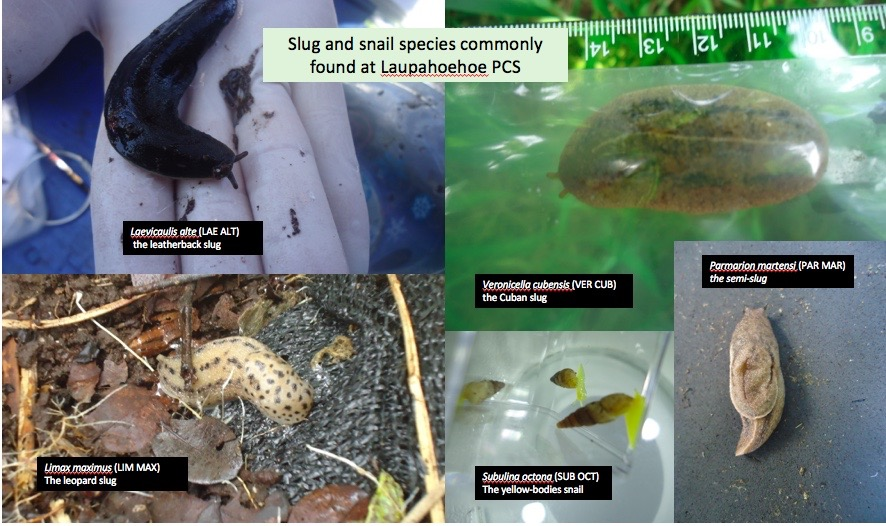 Slug and snail species commonly
found at Laupahoehoe PCS
14 13 12 11 10 9
Laevicaulis alte (LAE ALT)
the leatherback slug
Veronicella cubensis (VER CUB)
the Cuban slug
Parmarion martensi (PAR MAR)
the semi-slug
Limax maximus (LIM MAX)
The leopard slug
Subulina octona (SUB OCT)
The yellow-bodies snail